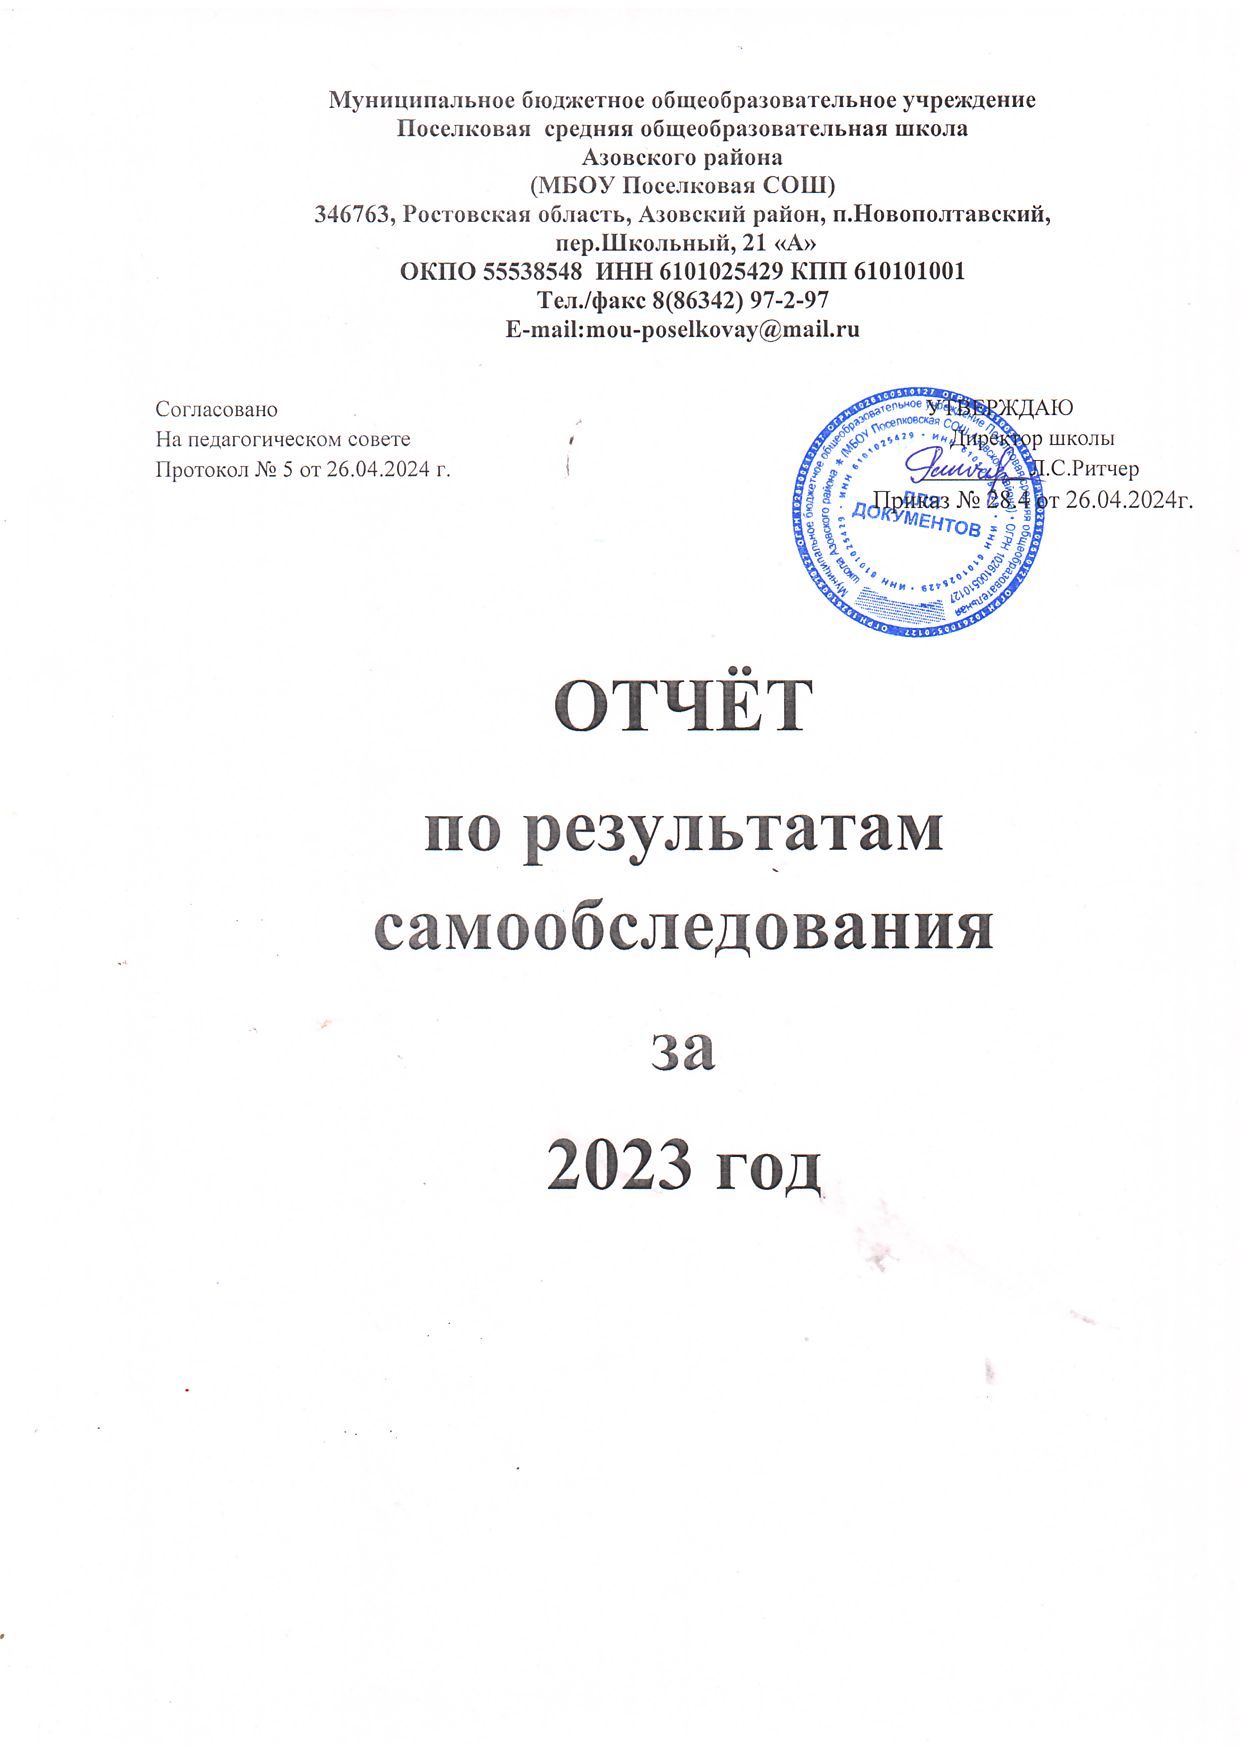 Муниципальное бюджетное общеобразовательное учреждение
Поселковая средняя общеобразовательная школа
Азовского района
(МБОУ Поселковая СОШ)
346763, Ростовская область, Азовский район, п.Новополтавский,
пер.Школьный, 21 «А»
ОКПО 55538548 ИНН 6101025429 КПП 610101001
Тел./факс 8(86342) 97-2-97
E-mail:mou-poselkovay@mail.ru
Согласовано
На педагогическом совете
Протокол № 5 от 26.04.2024 г.
УТВЕРЖДАЮ
Директор школы
Л.С.Ритчер
Приказ № 28.4 от 26.04.2024г.
ДЛЯ
ДОКУМЕНТОВ
ОТЧЁТ
по результатам
самообследования
за
2023 год